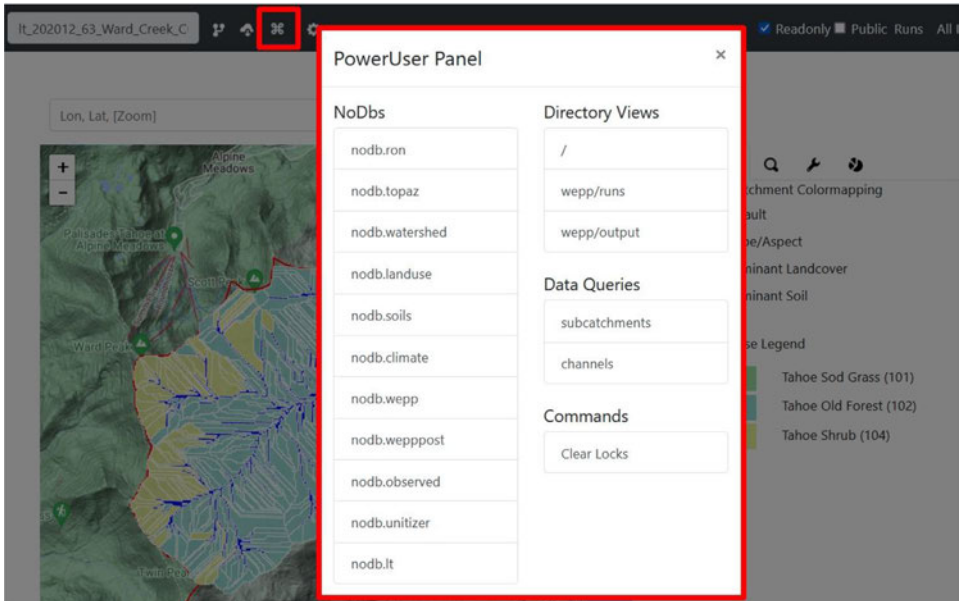 lt_202012_63_Ward_Creek_C
Readonly Public Runs All
PowerUser Panel
×
Lon, Lat, [Zoom]
NoDbs
nodb.ron
nodb.topaz
nodb.watershed
nodb.landuse
nodb.soils
nodb.climate
nodb.wepp
nodb.wepppost
nodb.observed
nodb.unitizer
nodb.lt
Directory Views
/
wepp/runs
wepp/output
Data Queries
subcatchments
channels
Commands
Clear Locks
+
−
Alpine
Meadows
Palisades Tahoe at
Alpine Meadows
Scott Peak
Ward Peak
Twin Peak
chment Colormapping
ault
pe/Aspect
minant Landcover
minant Soil
se Legend
Tahoe Sod Grass (101)
Tahoe Old Forest (102)
Tahoe Shrub (104)